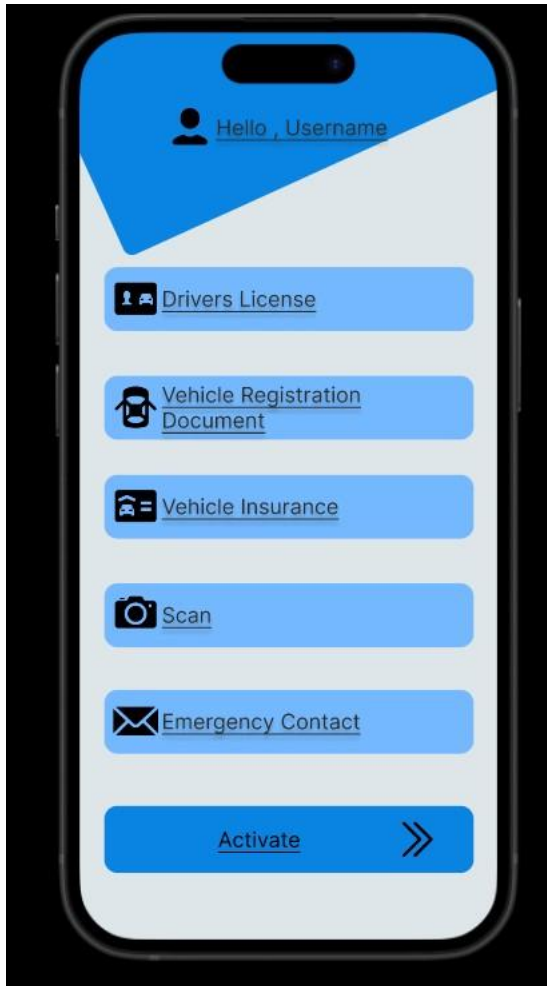 Hello , Username
Drivers License
Vehicle Registration
Document
Vehicle Insurance
Scan
Emergency Contact
Activate